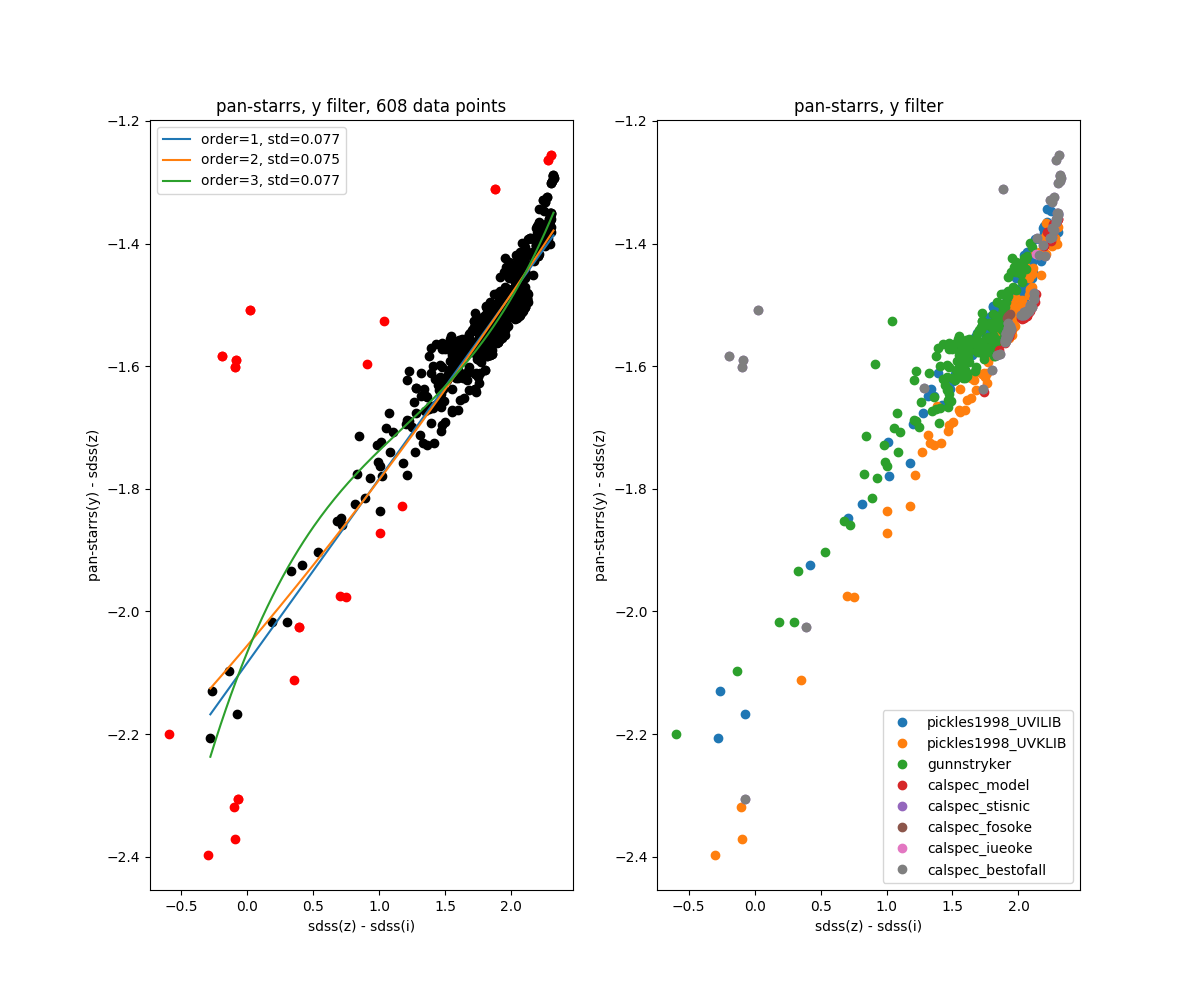 pan-starrs, y filter, 608 data points
order=1, std=0.077
order=2, std=0.075
order=3, std=0.077
−1.2
−1.4
−1.6
−1.8
−2.0
−2.2
−2.4
pan-starrs(y) - sdss(z)
−0.5 0.0 0.5 1.0 1.5 2.0
sdss(z) - sdss(i)
pan-starrs, y filter
−1.2
−1.4
−1.6
−1.8
−2.0
−2.2
−2.4
pan-starrs(y) - sdss(z)
pickles1998_UVILIB
pickles1998_UVKLIB
gunnstryker
calspec_model
calspec_stisnic
calspec_fosoke
calspec_iueoke
calspec_bestofall
−0.5 0.0 0.5 1.0 1.5 2.0
sdss(z) - sdss(i)